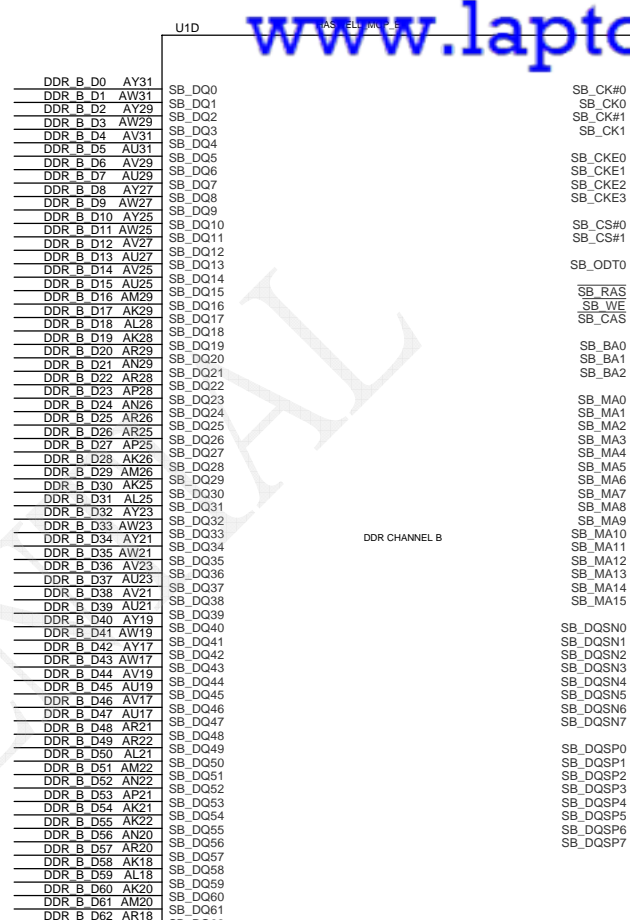 U1D
HASWELL_MCP_E
www.lapto
DDR_B_D0 AY31 SB_DQ0
DDR_B_D1 AW31 SB_DQ1
DDR_B_D2 AY29 SB_DQ2
DDR_B_D3 AW29 SB_DQ3
DDR_B_D4 AV31 SB_DQ4
DDR_B_D5 AU31 SB_DQ5
DDR_B_D6 AV29 SB_DQ6
DDR_B_D7 AU29 SB_DQ7
DDR_B_D8 AY27 SB_DQ8
DDR_B_D9 AW27 SB_DQ9
DDR_B_D10 AY25 SB_DQ10
DDR_B_D11 AW25 SB_DQ11
DDR_B_D12 AV27 SB_DQ12
DDR_B_D13 AU27 SB_DQ13
DDR_B_D14 AV25 SB_DQ14
DDR_B_D15 AU25 SB_DQ15
DDR_B_D16 AM29 SB_DQ16
DDR_B_D17 AK29 SB_DQ17
DDR_B_D18 AL28 SB_DQ18
DDR_B_D19 AK28 SB_DQ19
DDR_B_D20 AR29 SB_DQ20
DDR_B_D21 AN29 SB_DQ21
DDR_B_D22 AR28 SB_DQ22
DDR_B_D23 AP28 SB_DQ23
DDR_B_D24 AN26 SB_DQ24
DDR_B_D25 AR26 SB_DQ25
DDR_B_D26 AR25 SB_DQ26
DDR_B_D27 AP25 SB_DQ27
DDR_B_D28 AK26 SB_DQ28
DDR_B_D29 AM26 SB_DQ29
DDR_B_D30 AK25 SB_DQ30
DDR_B_D31 AL25 SB_DQ31
DDR_B_D32 AY23 SB_DQ32
DDR_B_D33 AW23 SB_DQ33
DDR_B_D34 AY21 SB_DQ34
DDR_B_D35 AW21 SB_DQ35
DDR_B_D36 AV23 SB_DQ36
DDR_B_D37 AU23 SB_DQ37
DDR_B_D38 AV21 SB_DQ38
DDR_B_D39 AU21 SB_DQ39
DDR_B_D40 AY19 SB_DQ40
DDR_B_D41 AW19 SB_DQ41
DDR_B_D42 AY17 SB_DQ42
DDR_B_D43 AW17 SB_DQ43
DDR_B_D44 AV19 SB_DQ44
DDR_B_D45 AU19 SB_DQ45
DDR_B_D46 AV17 SB_DQ46
DDR_B_D47 AU17 SB_DQ47
DDR_B_D48 AR21 SB_DQ48
DDR_B_D49 AR22 SB_DQ49
DDR_B_D50 AL21 SB_DQ50
DDR_B_D51 AM22 SB_DQ51
DDR_B_D52 AN22 SB_DQ52
DDR_B_D53 AP21 SB_DQ53
DDR_B_D54 AK21 SB_DQ54
DDR_B_D55 AK22 SB_DQ55
DDR_B_D56 AN20 SB_DQ56
DDR_B_D57 AR20 SB_DQ57
DDR_B_D58 AK18 SB_DQ58
DDR_B_D59 AL18 SB_DQ59
DDR_B_D60 AK20 SB_DQ60
DDR_B_D61 AM20 SB_DQ61
DDR_B_D62 AR18
DDR CHANNEL B
SB_CK#0
SB_CK0
SB_CK#1
SB_CK1
SB_CKE0
SB_CKE1
SB_CKE2
SB_CKE3
SB_CS#0
SB_CS#1
SB_ODT0
SB_RAS
SB_WE
SB_CAS
SB_BA0
SB_BA1
SB_BA2
SB_MA0
SB_MA1
SB_MA2
SB_MA3
SB_MA4
SB_MA5
SB_MA6
SB_MA7
SB_MA8
SB_MA9
SB_MA10
SB_MA11
SB_MA12
SB_MA13
SB_MA14
SB_MA15
SB_DQSN0
SB_DQSN1
SB_DQSN2
SB_DQSN3
SB_DQSN4
SB_DQSN5
SB_DQSN6
SB_DQSN7
SB_DQSP0
SB_DQSP1
SB_DQSP2
SB_DQSP3
SB_DQSP4
SB_DQSP5
SB_DQSP6
SB_DQSP7